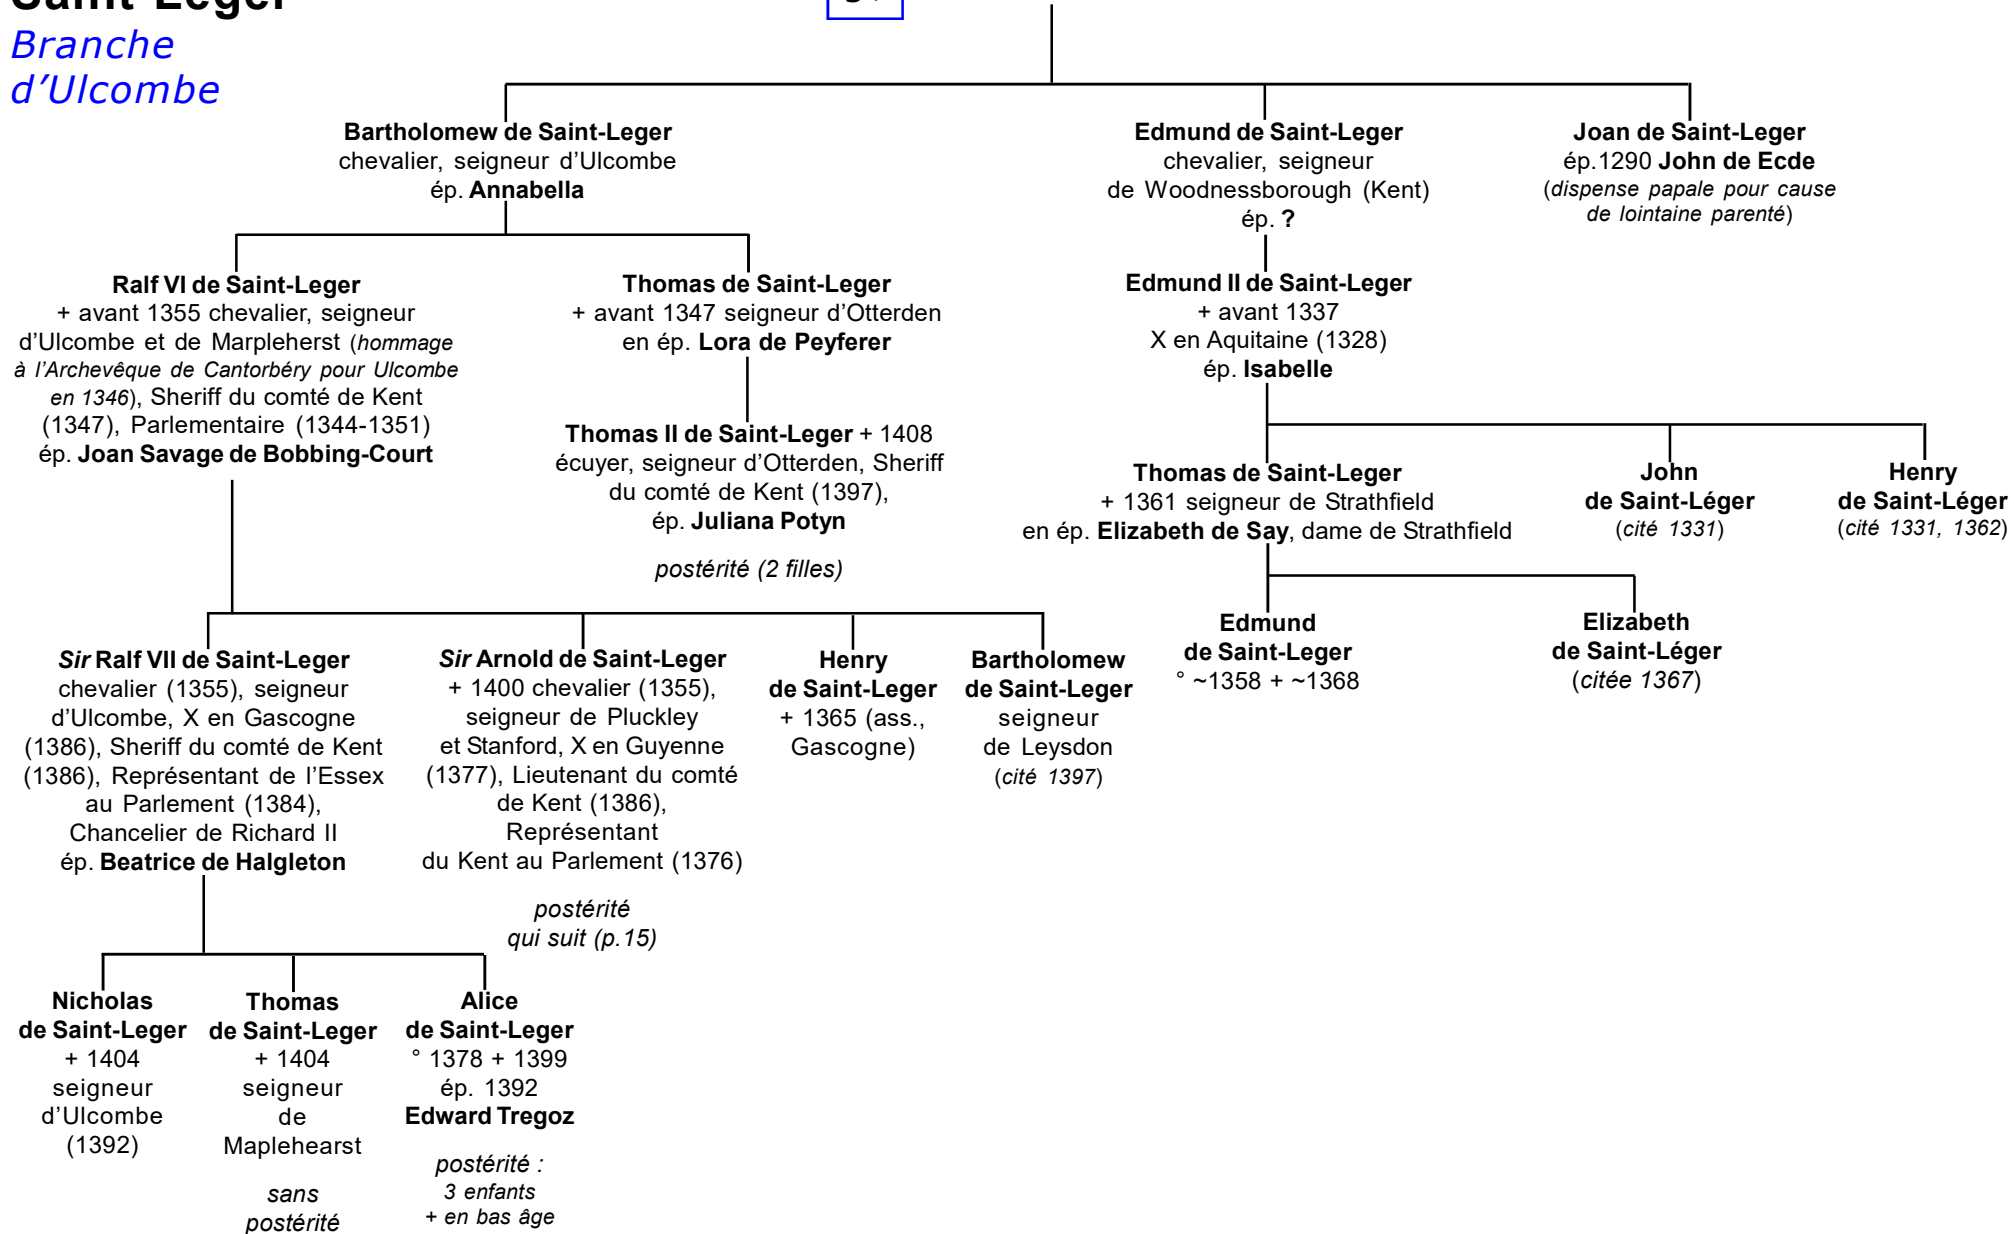 Saint-Leger
Branche
d'Ulcombe
Bartholomew de Saint-Leger
chevalier, seigneur d'Ulcombe
ép. Annabella
Edmund de Saint-Leger
chevalier, seigneur
de Woodnessborough (Kent)
ép. ?
Joan de Saint-Leger
ép.1290 John de Ecde
(dispense papale pour cause
de lointaine parenté)
Ralf VI de Saint-Leger
+ avant 1355 chevalier, seigneur
d'Ulcombe et de Marpleherst (hommage
à l'Archevêque de Cantorbéry pour Ulcombe
en 1346), Sheriff du comté de Kent
(1347), Parlementaire (1344-1351)
ép. Joan Savage de Bobbing-Court
Thomas de Saint-Leger
+ avant 1347 seigneur d'Otterden
en ép. Lora de Peyferer
Edmund II de Saint-Leger
+ avant 1337
X en Aquitaine (1328)
ép. Isabelle
Thomas II de Saint-Leger + 1408
écuyer, seigneur d'Otterden, Sheriff
du comté de Kent (1397),
ép. Juliana Potyn
postérité (2 filles)
Thomas de Saint-Leger
+ 1361 seigneur de Strathfield
en ép. Elizabeth de Say, dame de Strathfield
John
de Saint-Léger
(cité 1331)
Henry
de Saint-Léger
(cité 1331, 1362)
Edmund
de Saint-Leger
° ~1358 + ~1368
Elizabeth
de Saint-Léger
(citée 1367)
Sir Ralf VII de Saint-Leger
chevalier (1355), seigneur
d'Ulcombe, X en Gascogne
(1386), Sheriff du comté de Kent
(1386), Représentant de l'Essex
au Parlement (1384),
Chancelier de Richard II
ép. Beatrice de Halgleton
Sir Arnold de Saint-Leger
+ 1400 chevalier (1355),
seigneur de Pluckley
et Stanford, X en Guyenne
(1377), Lieutenant du comté
de Kent (1386),
Représentant
du Kent au Parlement (1376)
postérité
qui suit (p.15)
Henry
de Saint-Leger
+ 1365 (ass.,
Gascogne)
Bartholomew
de Saint-Leger
seigneur
de Leysdon
(cité 1397)
Nicholas
de Saint-Leger
+ 1404
seigneur
d'Ulcombe
(1392)
Thomas
de Saint-Leger
+ 1404
seigneur
de
Maplehearst
sans
postérité
Alice
de Saint-Leger
° 1378 + 1399
ép. 1392
Edward Tregoz
postérité :
3 enfants
+ en bas âge